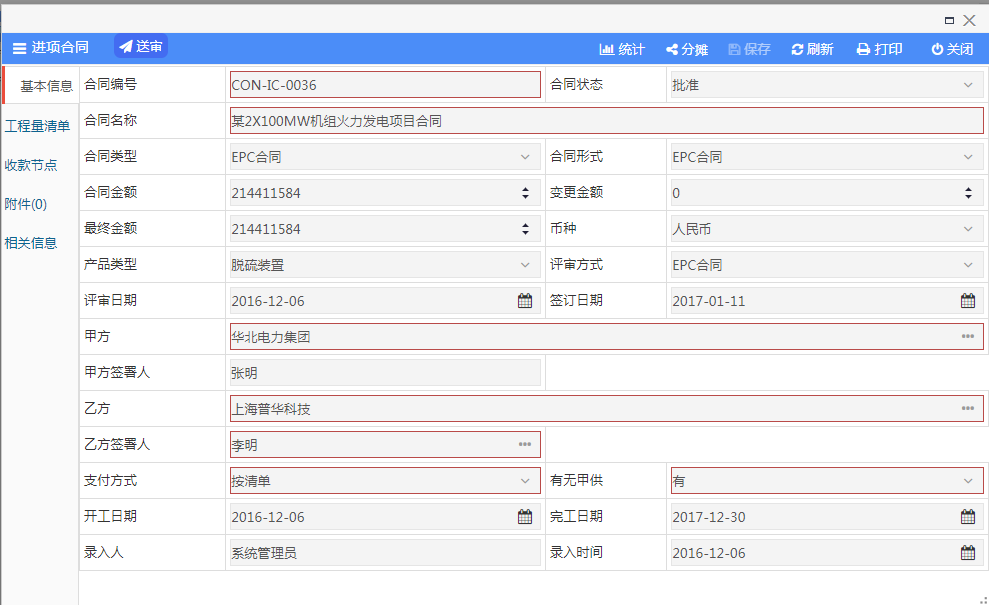 进项合同 送审 统计 分摊 保存 刷新 打印 关闭
基本信息
工程量清单
收款节点
附件(0)
相关信息
合同编号 CON-IC-0036 合同状态 批准
合同名称 某2X100MW机组火力发电项目合同
合同类型 EPC合同 合同形式 EPC合同
合同金额 214411584 变更金额 0
最终金额 214411584 币种 人民币
产品类型 脱硫装置 评审方式 EPC合同
评审日期 2016-12-06 签订日期 2017-01-11
甲方 华北电力集团
甲方签署人 张明
乙方 上海普华科技
乙方签署人 李明
支付方式 按清单 有无甲供 有
开工日期 2016-12-06 完工日期 2017-12-30
录入人 系统管理员 录入时间 2016-12-06